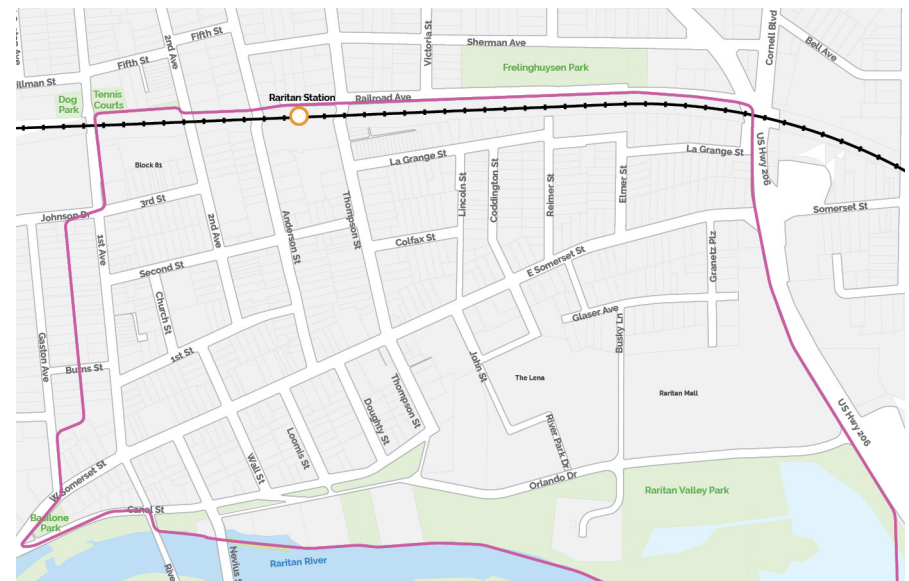 Fifth St
2nd Ave
Victoria St
Sherman Ave
Cornell Blvd
Bell Ave
Fifth St
Frelinghuysen Park
illman St
Dog
Park
Tennis
Courts
Raritan Station
Railroad Ave
US Hwy 206
La Grange St
La Grange St
Block 81
3rd St
Johnson Dr
2nd Ave
Anderson St
Thompson St
Lincoln St
Coddington St
Reimer St
Elmer St
Somerset St
1st Ave
Colfax St
Granetz Plz
Second St
E Somerset St
Church St
Glaser Ave
Busky Ln
Gaston Ave
1st St
Burns St
John St
The Lena
Raritan Mall
Thompson St
Doughty St
US Hwy 206
River Park Dr
Loomis St
Wall St
W Somerset St
Orlando Dr
Raritan Valley Park
Canal St
Basilone
Park
Raritan River
Nevius S
River